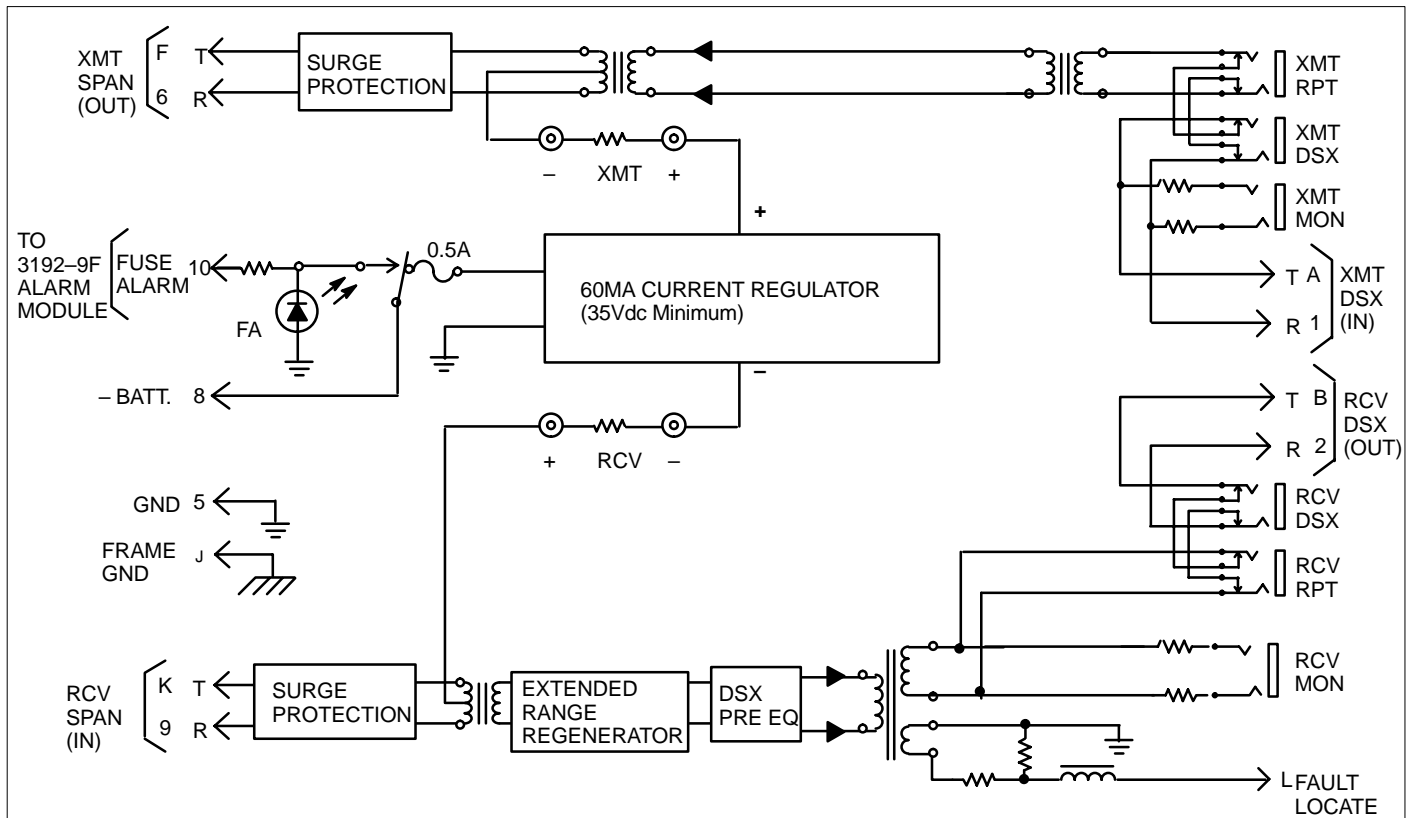 XMT
SPAN
(OUT)
F T
6 R
SURGE
PROTECTION
XMT
RPT
XMT
DSX
XMT
MON
– XMT +
+
TO
3192–9F
ALARM
MODULE
FUSE
ALARM
10
FA
0.5A
60MA CURRENT REGULATOR
(35Vdc Minimum)
–
T A
R 1
XMT
DSX
(IN)
– BATT. 8
+ RCV –
T B
R 2
RCV
DSX
(OUT)
GND 5
FRAME
GND
J
RCV
DSX
RCV
RPT
RCV
SPAN
(IN)
K T
9 R
SURGE
PROTECTION
EXTENDED
RANGE
REGENERATOR
DSX
PRE EQ
RCV
MON
L FAULT
LOCATE